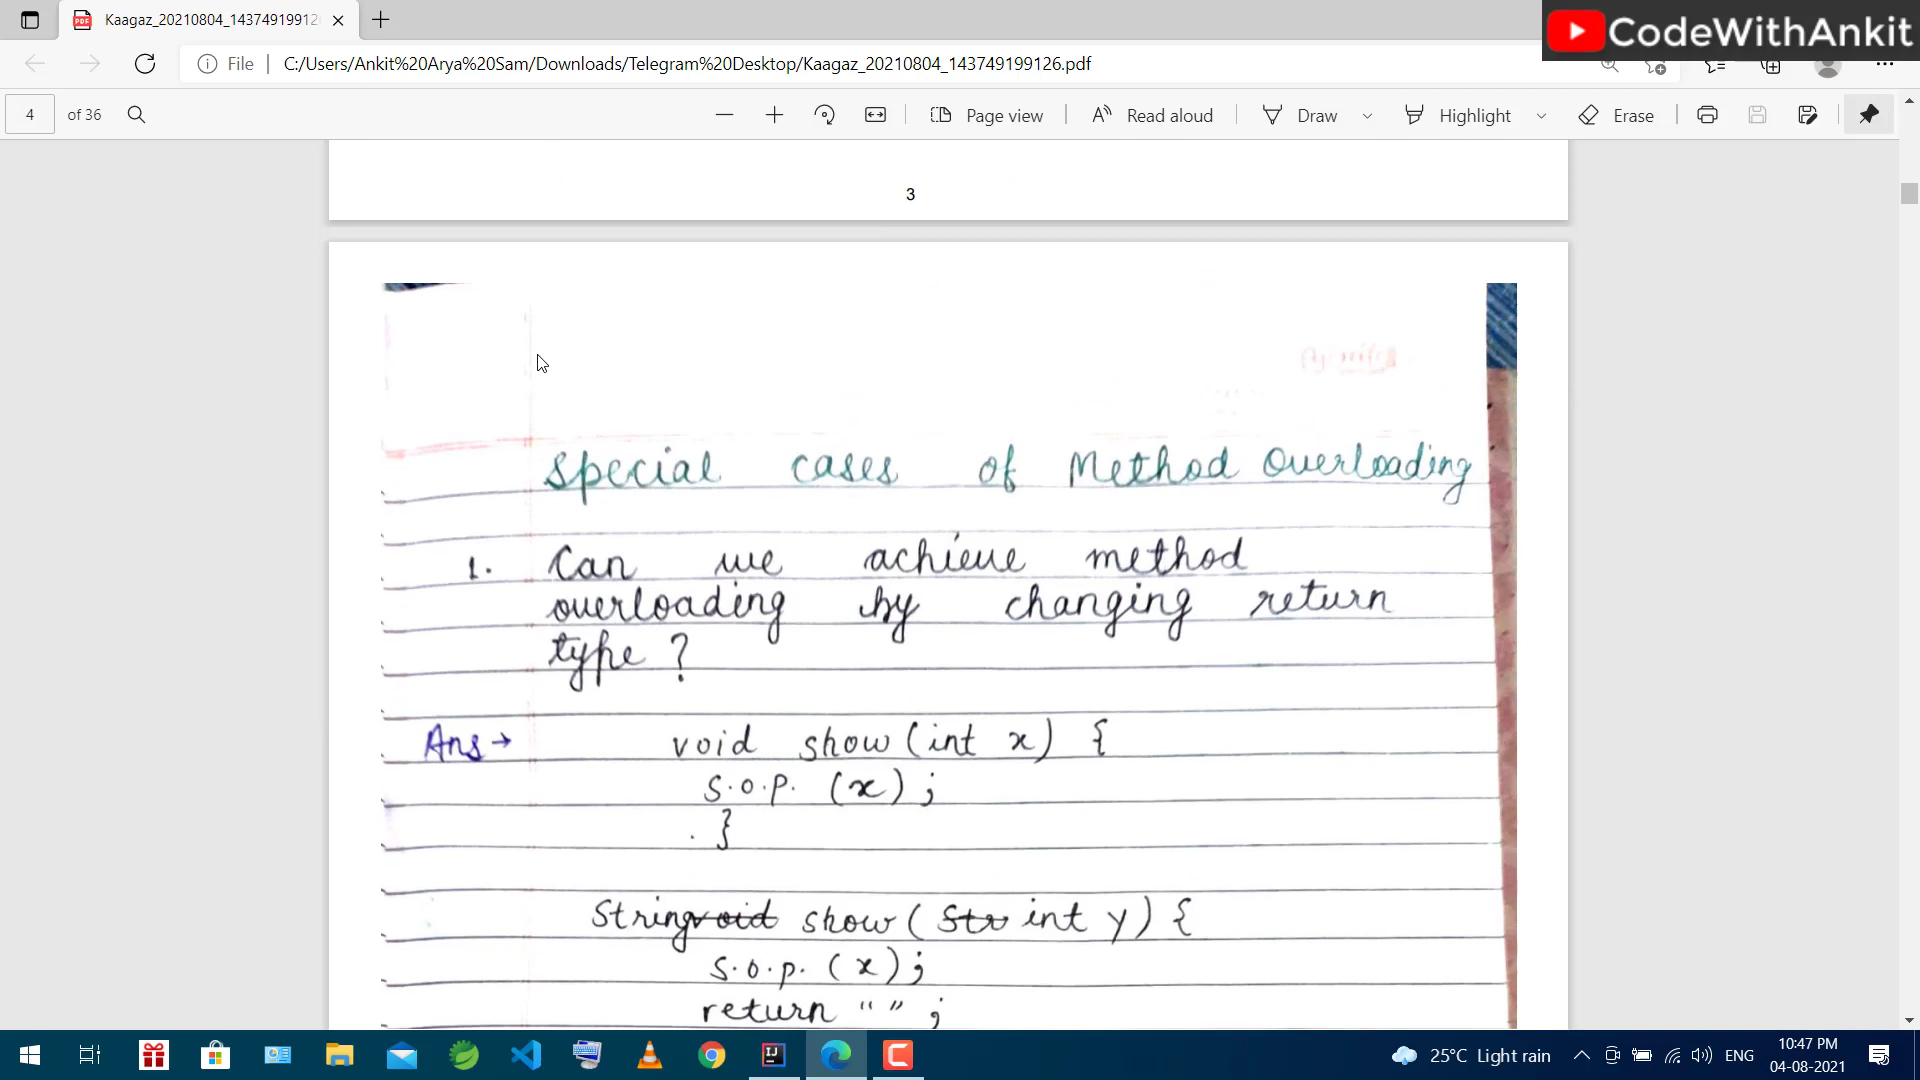 Kaagaz_20210804_14374919912
CodeWithAnkit
File
C:/Users/Ankit%20Arya%20Sam/Downloads/Telegram%20Desktop/Kaagaz_20210804_143749199126.pdf
4 of 36
Page view
Read aloud
Draw
Highlight
Erase
3
Special cases of Method Overloading
1. Can we achieve method
overloading by changing return
type ?
Ans → void show (int x) {
S.O.P. (x) ;
}
String void show ( Str int y) {
S.O.P. (x) ;
return " " ;
25°C Light rain
ENG
10:47 PM
04-08-2021